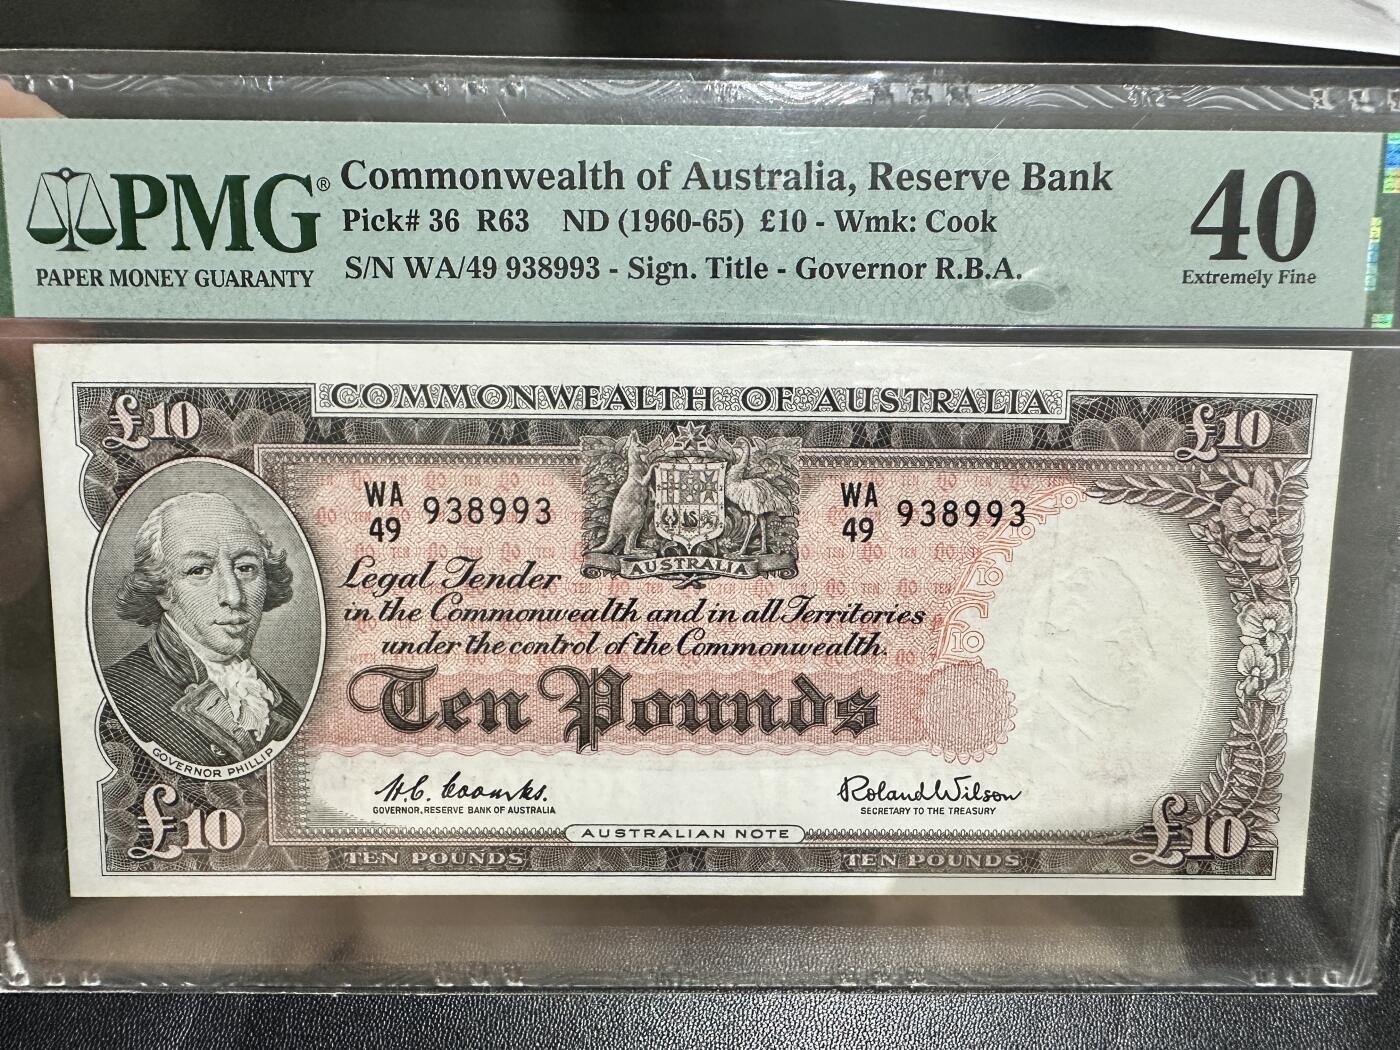 PMG®
PAPER MONEY GUARANTY
Commonwealth of Australia, Reserve Bank
Pick# 36 R63 ND (1960-65) £10 - Wmk: Cook
S/N WA/49 938993 - Sign. Title - Governor R.B.A.
40
Extremely Fine
COMMONWEALTH OF AUSTRALIA
£10
£10
WA
49 938993
WA
49 938993
AUSTRALIA
Legal Tender
in the Commonwealth and in all Territories
under the control of the Commonwealth.
Ten Pounds
GOVERNOR PHILLIP
H.C. Coombs.
GOVERNOR, RESERVE BANK OF AUSTRALIA
Roland Wilson
SECRETARY TO THE TREASURY
£10
AUSTRALIAN NOTE
£10
TEN POUNDS
TEN POUNDS